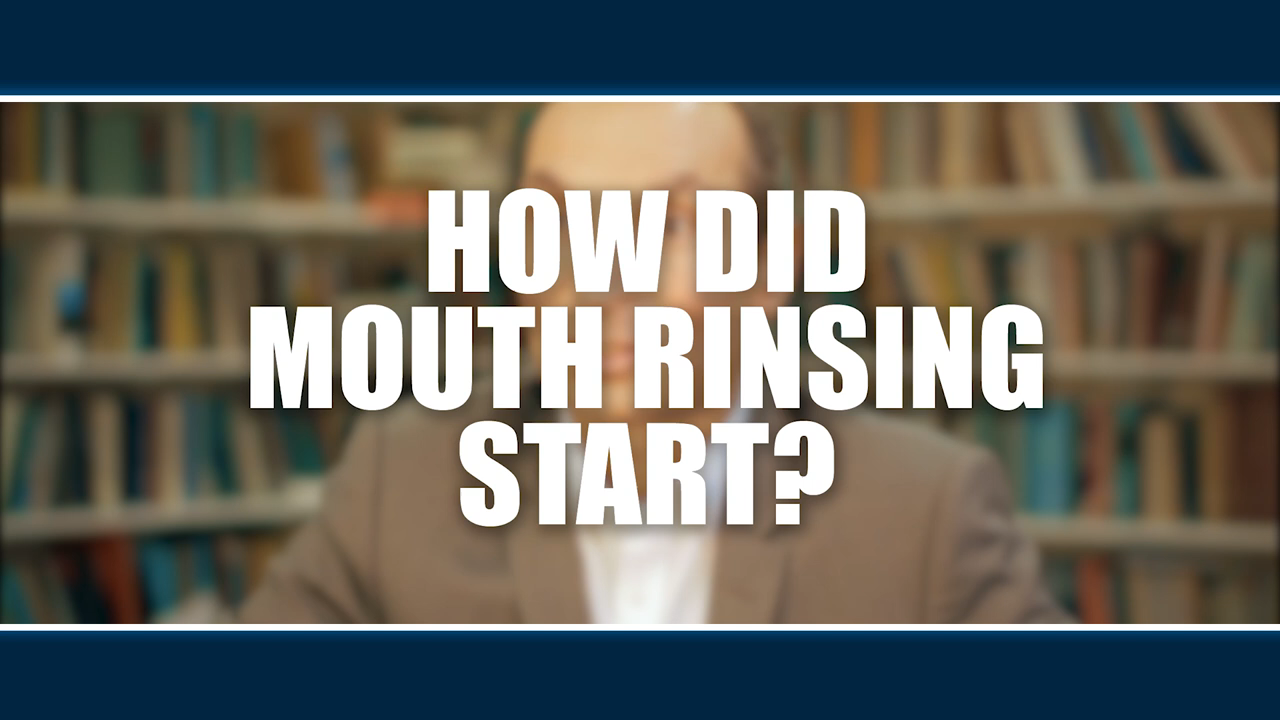 HOW DID
MOUTH RINSING
START?